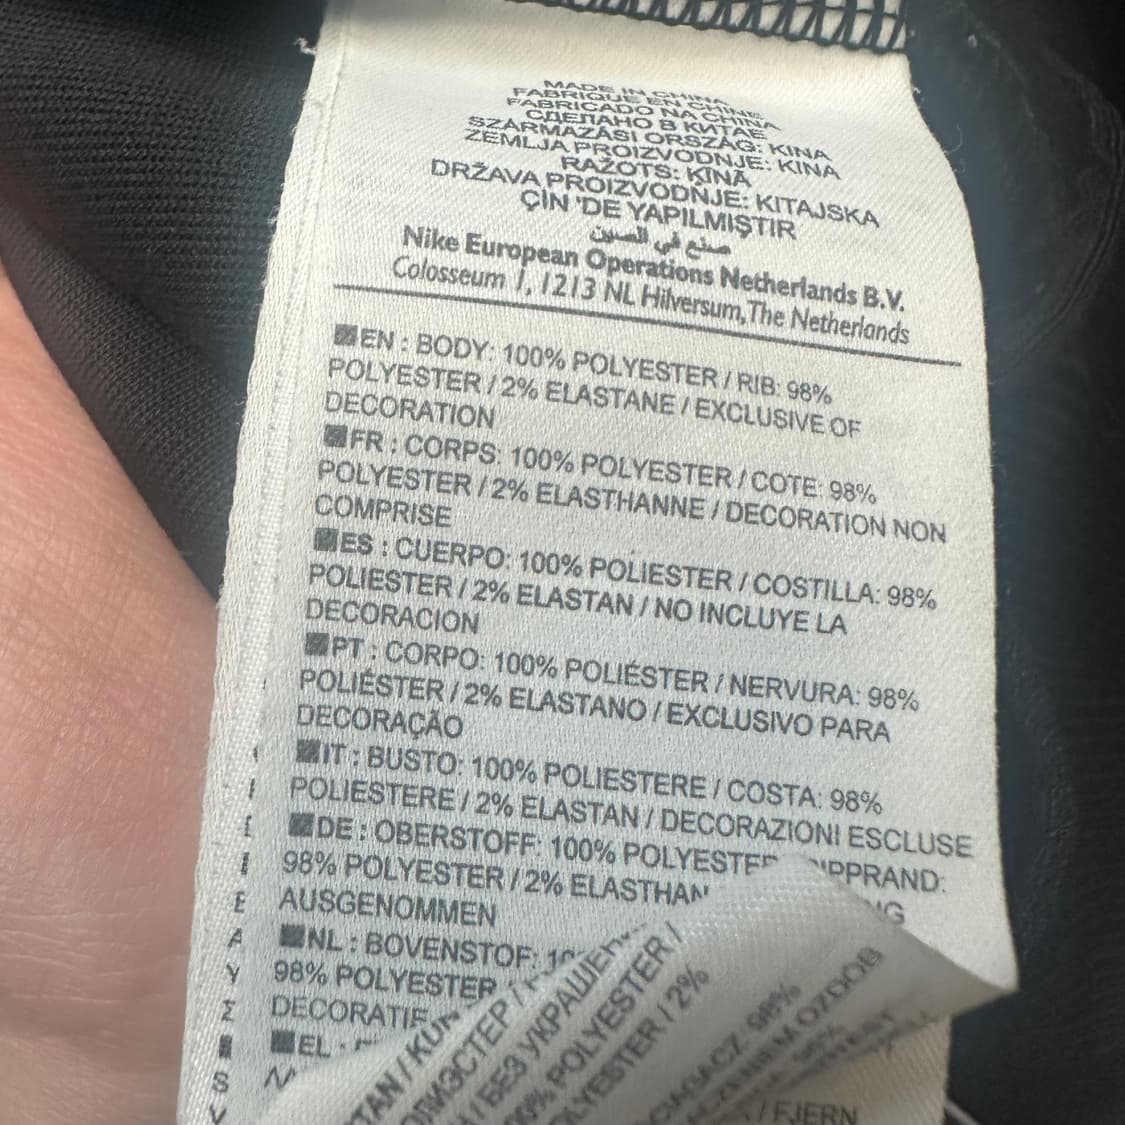 MADE IN CHINA
FABRIQUE EN CHINE
FABRICADO NA CHINA
СДЕЛАНО В КИТАЕ
SZÁRMAZÁSI ORSZÁG: KINA
ZEMLJA PROIZVODNJE: KINA
RAŽOTS: ĶĪNĀ
DRŽAVA PROIZVODNJE: KITAJSKA
ÇİN 'DE YAPILMIŞTIR
صنع في الصين
Nike European Operations Netherlands B.V.
Colosseum 1, 1213 NL Hilversum, The Netherlands
EN : BODY: 100% POLYESTER / RIB: 98%
POLYESTER / 2% ELASTANE / EXCLUSIVE OF
DECORATION
FR : CORPS: 100% POLYESTER / COTE: 98%
POLYESTER / 2% ELASTHANNE / DECORATION NON
COMPRISE
ES : CUERPO: 100% POLIESTER / COSTILLA: 98%
POLIESTER / 2% ELASTAN / NO INCLUYE LA
DECORACION
PT : CORPO: 100% POLIÉSTER / NERVURA: 98%
POLIÉSTER / 2% ELASTANO / EXCLUSIVO PARA
DECORAÇÃO
IT : BUSTO: 100% POLIESTERE / COSTA: 98%
POLIESTERE / 2% ELASTAN / DECORAZIONI ESCLUSE
DE : OBERSTOFF: 100%
98% POLYESTER / 2%
AUSGENOMMEN
NL : BOVENSTOF:
98% POLYESTER
EL :
БЕЗ
POLYESTER /
/ 2%
98%
/ FJERN